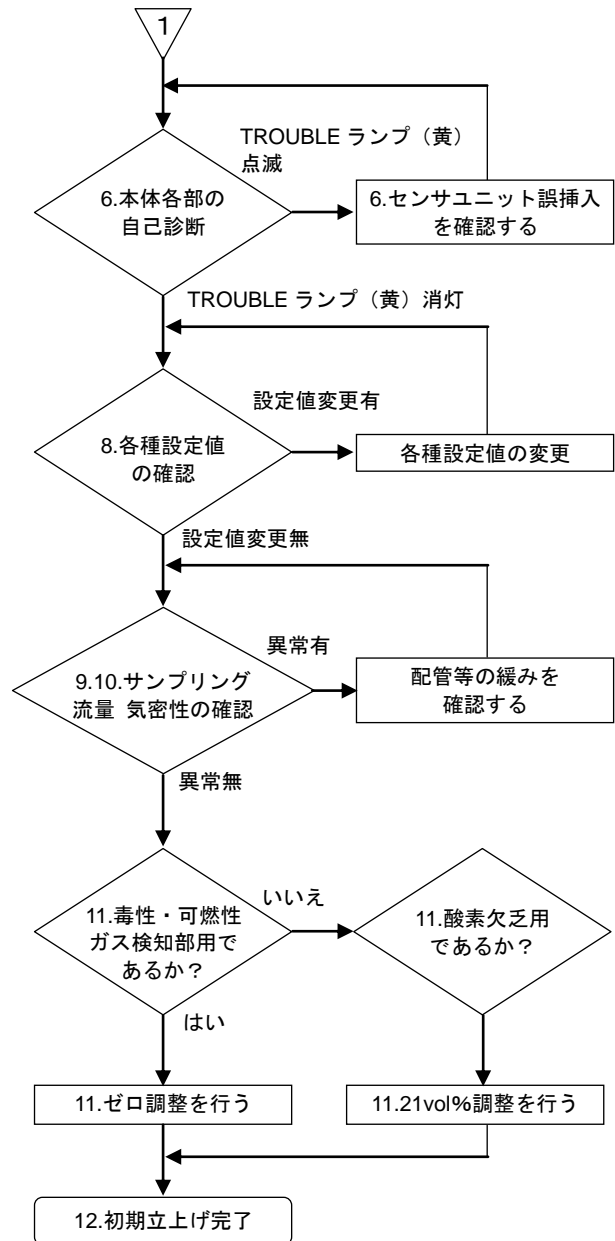 1
TROUBLE ランプ（黄）
点滅
6.本体各部の
自己診断
6.センサユニット誤挿入
を確認する
TROUBLE ランプ（黄）消灯
設定値変更有
8.各種設定値
の確認
各種設定値の変更
設定値変更無
異常有
9.10.サンプリング
流量 気密性の確認
配管等の緩みを
確認する
異常無
いいえ
11.毒性・可燃性
ガス検知部用で
あるか？
11.酸素欠乏用
であるか？
はい
11.ゼロ調整を行う
11.21vol%調整を行う
12.初期立上げ完了